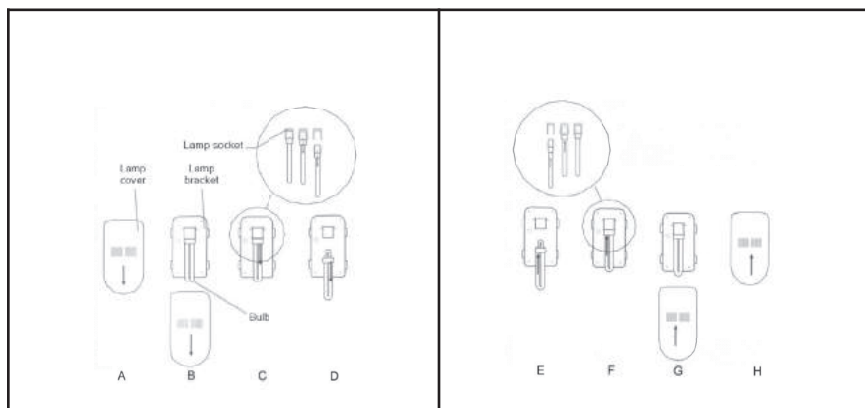 Lamp socket
Lamp
cover
Lamp
bracket
Bulb
A B C D
E F G H